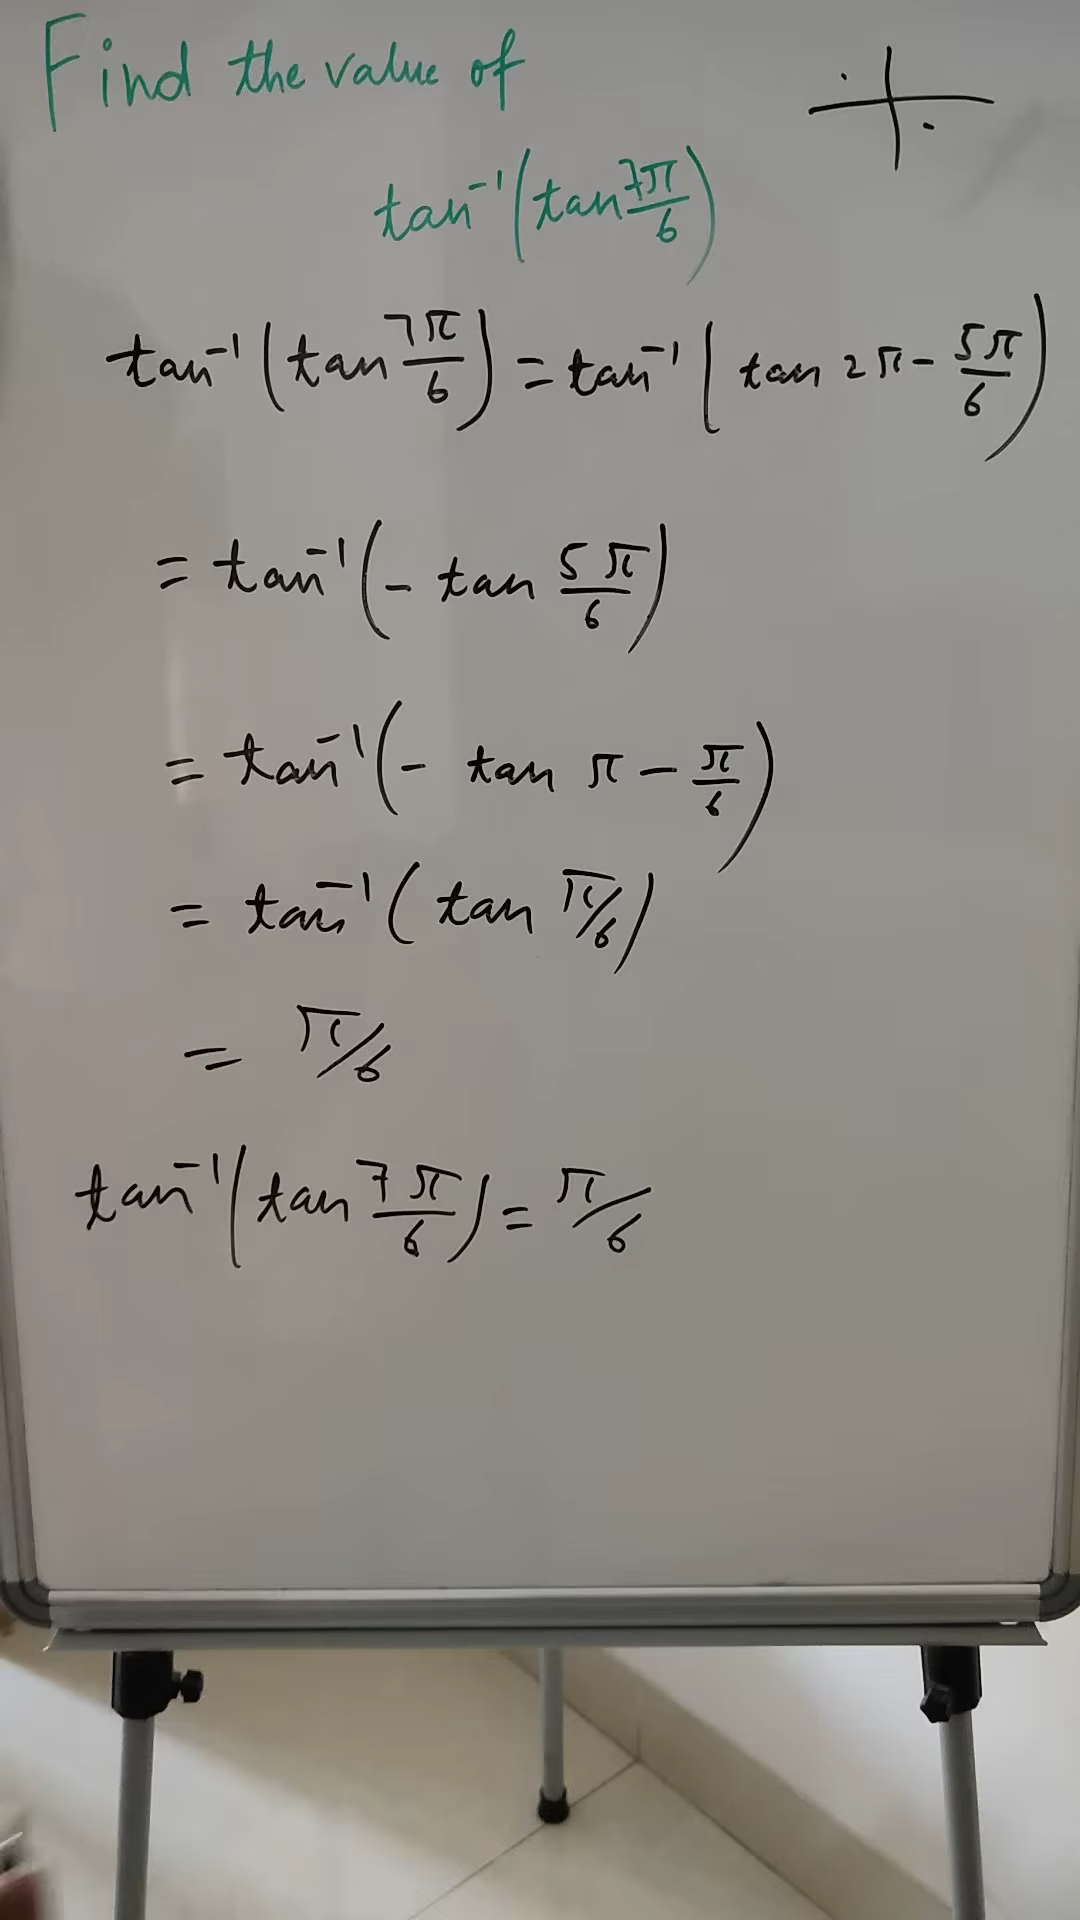 Find the value of
tan⁻¹(tan 7π/6)
tan⁻¹(tan 7π/6) = tan⁻¹(tan 2π - 5π/6)
= tan⁻¹(- tan 5π/6)
= tan⁻¹(- tan π - π/6)
= tan⁻¹(tan π/6)
= π/6
tan⁻¹(tan 7π/6) = π/6